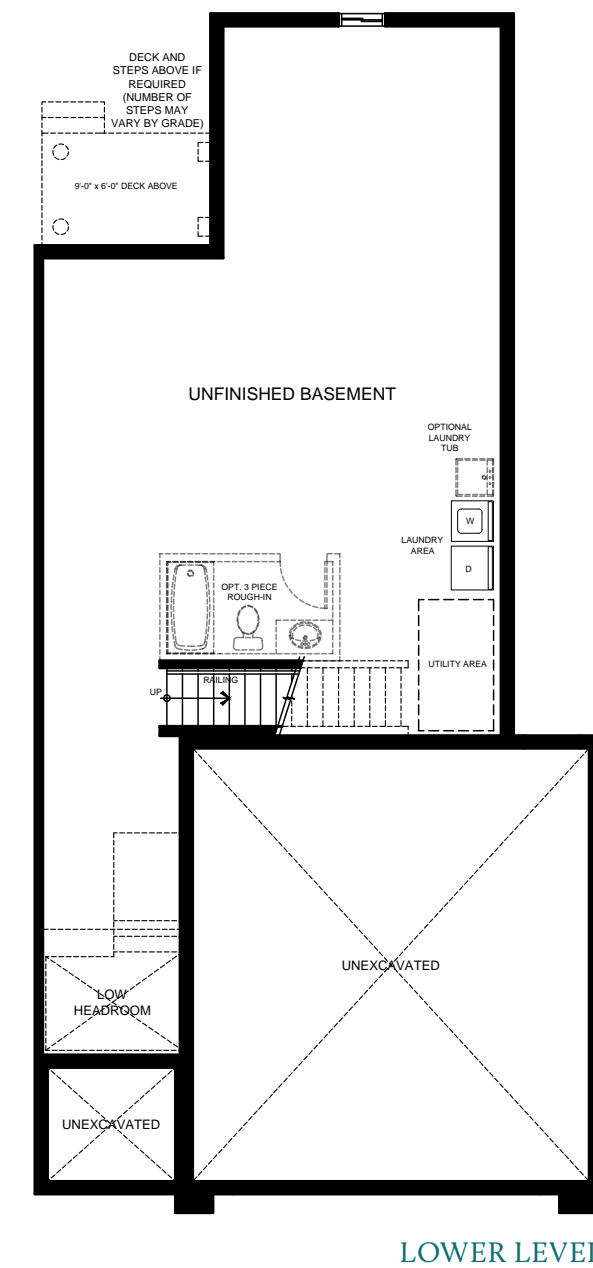 DECK AND
STEPS ABOVE IF
REQUIRED
(NUMBER OF
STEPS MAY
VARY BY GRADE)
9'-0" x 6'-0" DECK ABOVE
UNFINISHED BASEMENT
OPTIONAL
LAUNDRY
TUB
W
LAUNDRY
AREA
D
OPT. 3 PIECE
ROUGH-IN
UTILITY AREA
RAILING
UP
UNEXCAVATED
LOW
HEADROOM
UNEXCAVATED
LOWER LEVEL